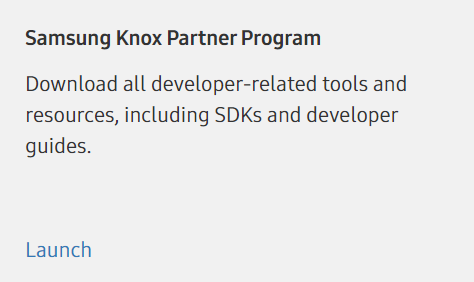 Samsung Knox Partner Program
Download all developer-related tools and
resources, including SDKs and developer
guides.
Launch